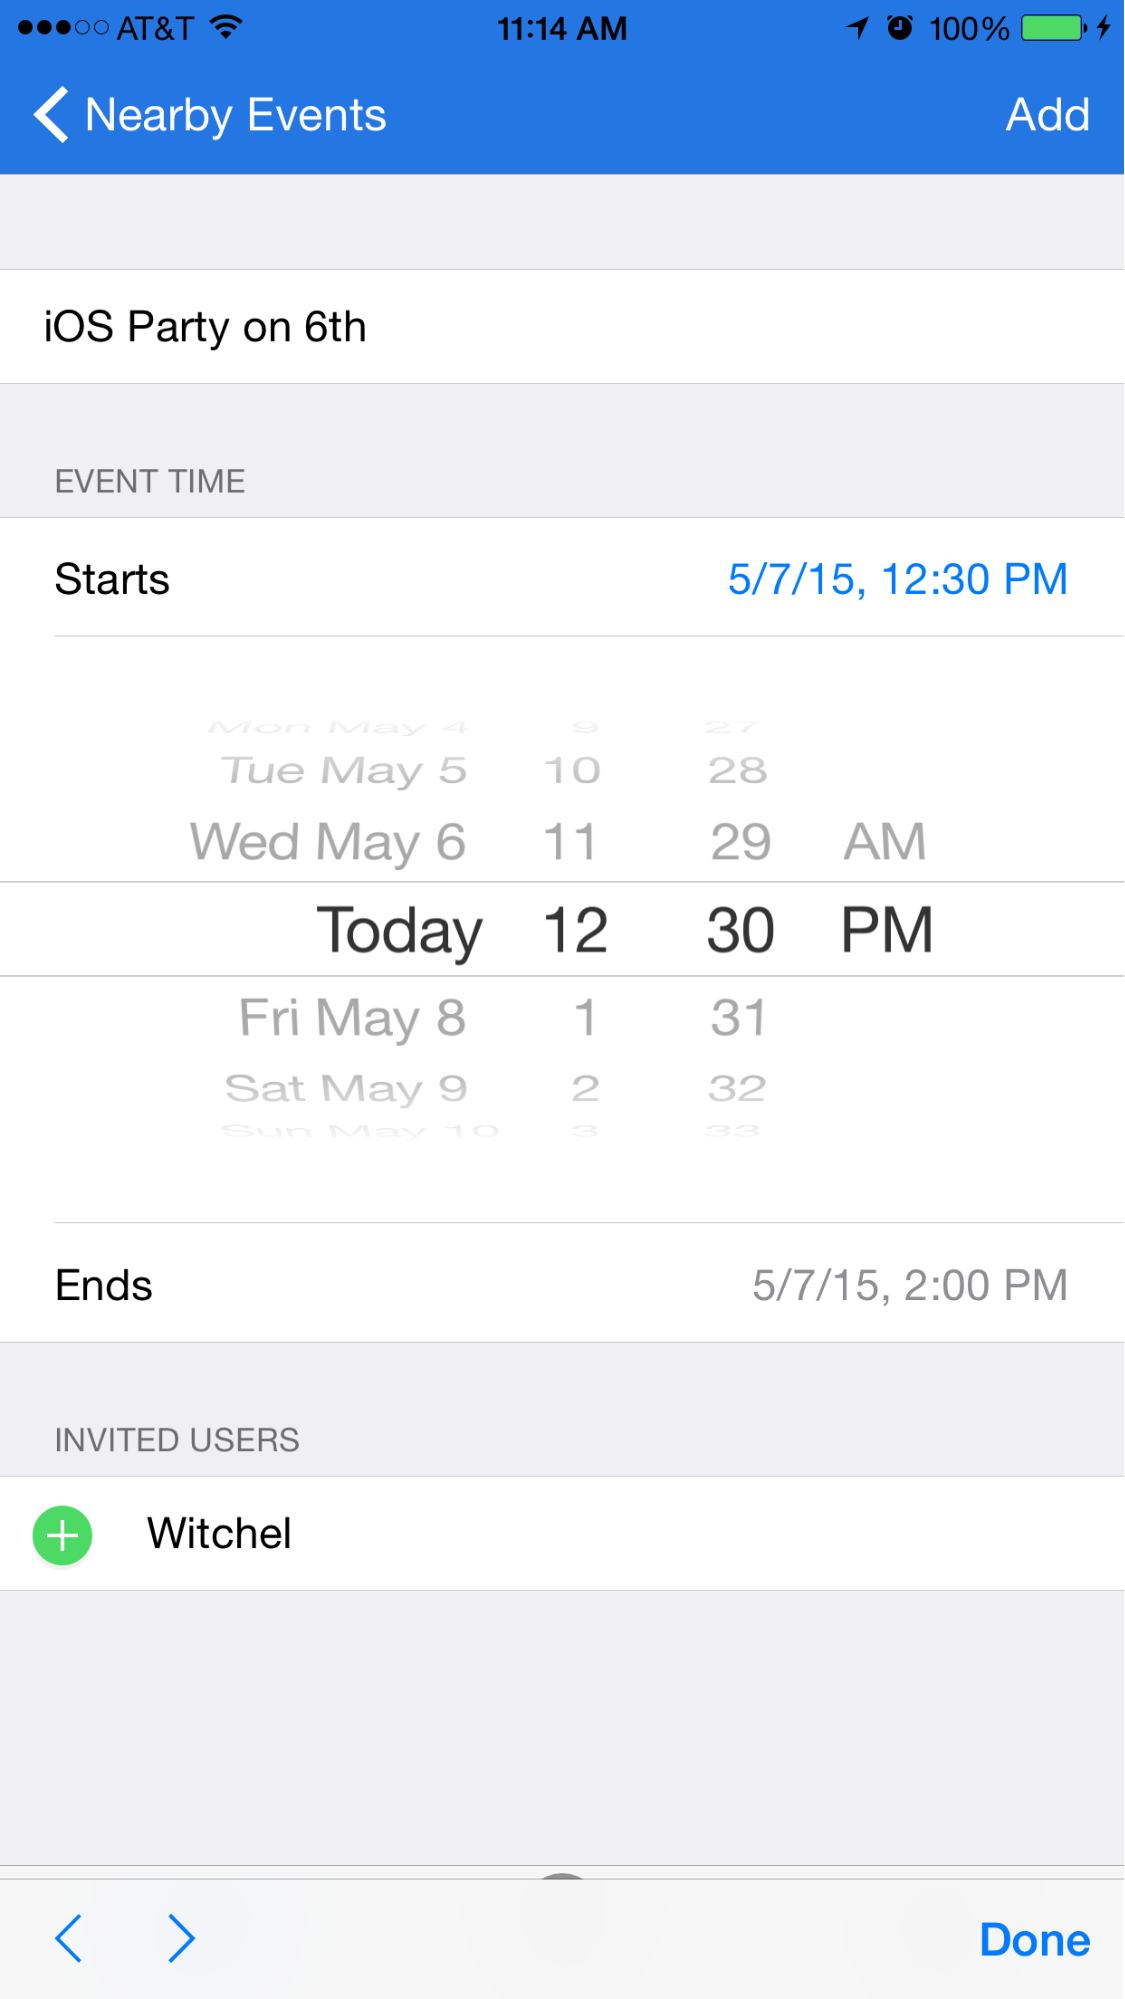 AT&T 11:14 AM 100%
Nearby Events Add
iOS Party on 6th
EVENT TIME
Starts 5/7/15, 12:30 PM
Mon May 4 9 27
Tue May 5 10 28
Wed May 6 11 29 AM
Today 12 30 PM
Fri May 8 1 31
Sat May 9 2 32
Sun May 10 3 33
Ends 5/7/15, 2:00 PM
INVITED USERS
Witchel
Done